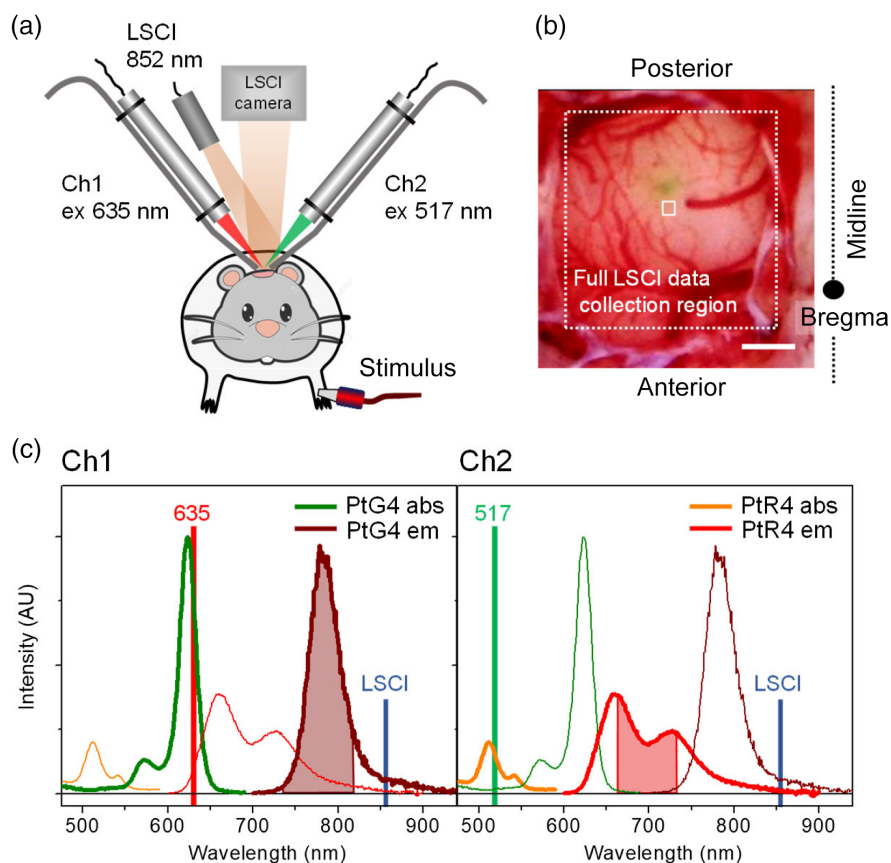 (a)
LSCI
852 nm
LSCI
camera
Ch1
ex 635 nm
Ch2
ex 517 nm
Stimulus
(b)
Posterior
Full LSCI data
collection region
Anterior
Midline
Bregma
(c)
Ch1
635
PtG4 abs
PtG4 em
LSCI
Intensity (AU)
500 600 700 800 900
Wavelength (nm)
Ch2
517
PtR4 abs
PtR4 em
LSCI
500 600 700 800 900
Wavelength (nm)